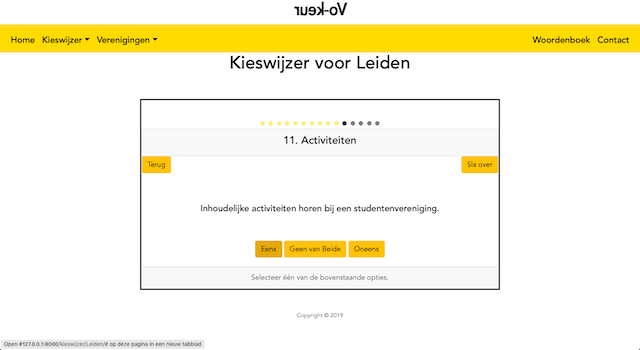 Vo-keur
Home Kieswijzer Verenigingen Woordenboek Contact
Kieswijzer voor Leiden
11. Activiteiten
Terug Sla over
Inhoudelijke activiteiten horen bij een studentenvereniging.
Eens Geen van Beide Oneens
Selecteer één van de bovenstaande opties.
Copyright © 2019
Open #127.0.0.1:8000/kieswijzer/Leiden/# op deze pagina in een nieuw tabblad